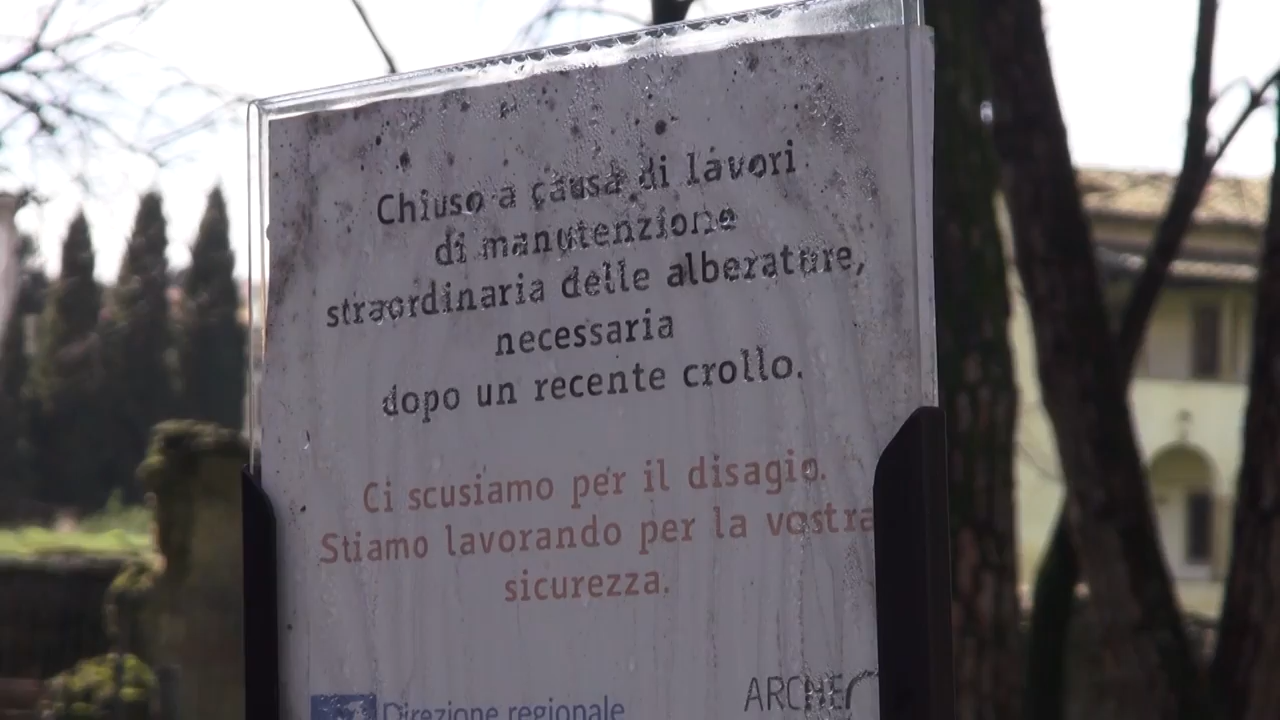 Chiuso a causa di lavori
di manutenzione
straordinaria delle alberature,
necessaria
dopo un recente crollo.
Ci scusiamo per il disagio.
Stiamo lavorando per la vostra
sicurezza.
Direzione regionale